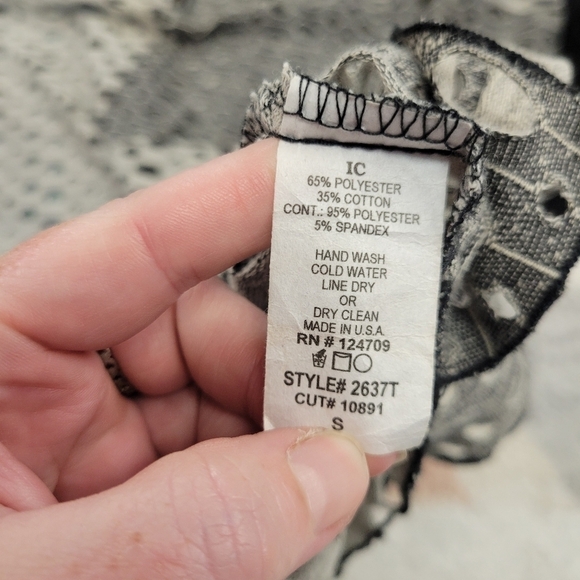 IC
65% POLYESTER
35% COTTON
CONT.: 95% POLYESTER
5% SPANDEX
HAND WASH
COLD WATER
LINE DRY
OR
DRY CLEAN
MADE IN U.S.A.
RN # 124709
STYLE# 2637T
CUT# 10891
S